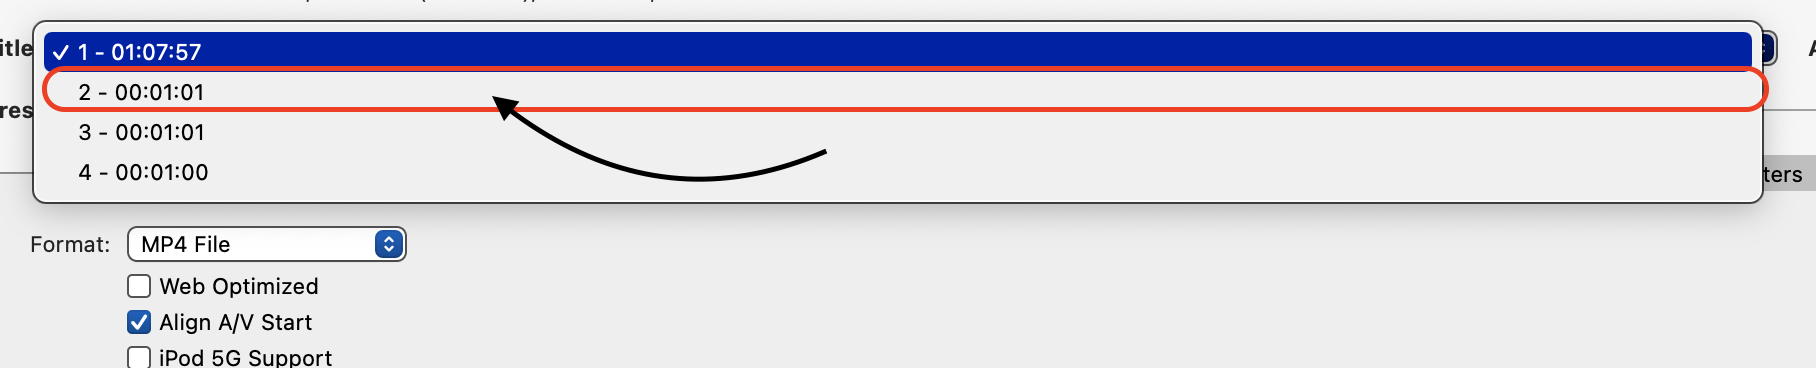 itle
✓ 1 - 01:07:57
2 - 00:01:01
res
3 - 00:01:01
4 - 00:01:00
ters
Format: MP4 File
Web Optimized
Align A/V Start
iPod 5G Support